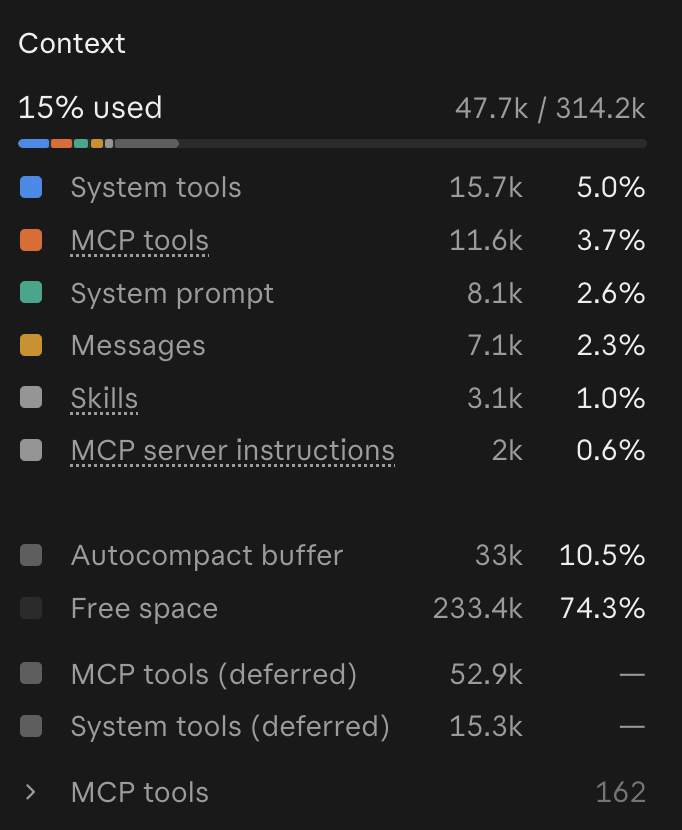 Context
15% used 47.7k / 314.2k
System tools 15.7k 5.0%
MCP tools 11.6k 3.7%
System prompt 8.1k 2.6%
Messages 7.1k 2.3%
Skills 3.1k 1.0%
MCP server instructions 2k 0.6%
Autocompact buffer 33k 10.5%
Free space 233.4k 74.3%
MCP tools (deferred) 52.9k —
System tools (deferred) 15.3k —
MCP tools 162